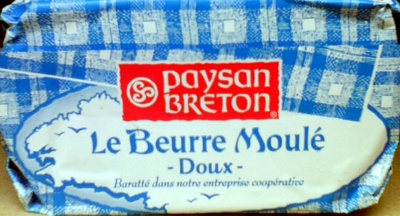 paysan
BRETON®
Le Beurre Moulé
- Doux -
Baratté dans notre entreprise coopérative